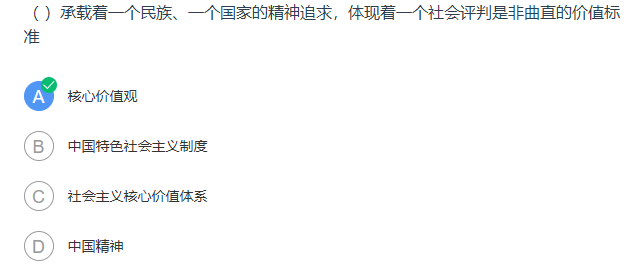 （ ）承载着一个民族、一个国家的精神追求，体现着一个社会评判是非曲直的价值标
准
A 核心价值观
B 中国特色社会主义制度
C 社会主义核心价值体系
D 中国精神